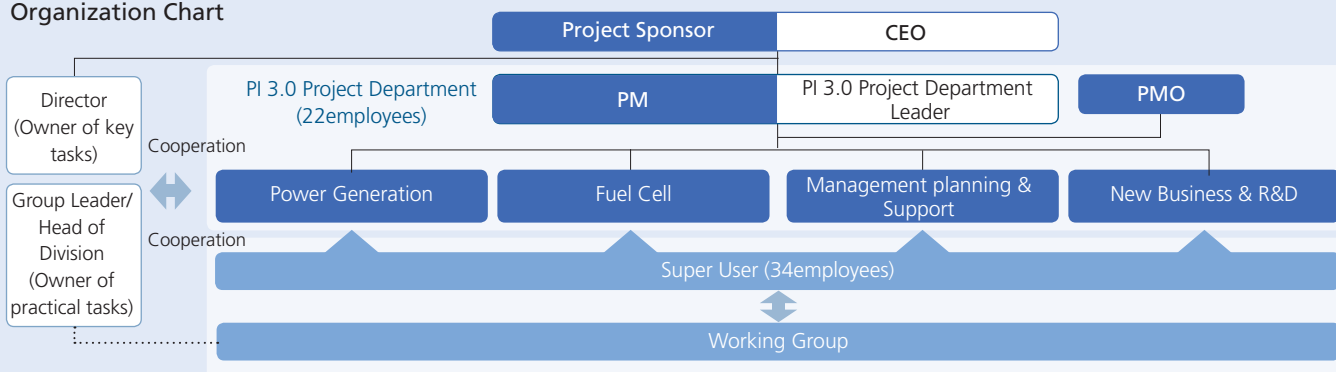 Organization Chart
Project Sponsor
CEO
Director
(Owner of key
tasks)
PI 3.0 Project Department
(22employees)
PM
PI 3.0 Project Department
Leader
PMO
Cooperation
Group Leader/
Head of
Division
(Owner of
practical tasks)
Cooperation
Power Generation
Fuel Cell
Management planning &
Support
New Business & R&D
Super User (34employees)
Working Group